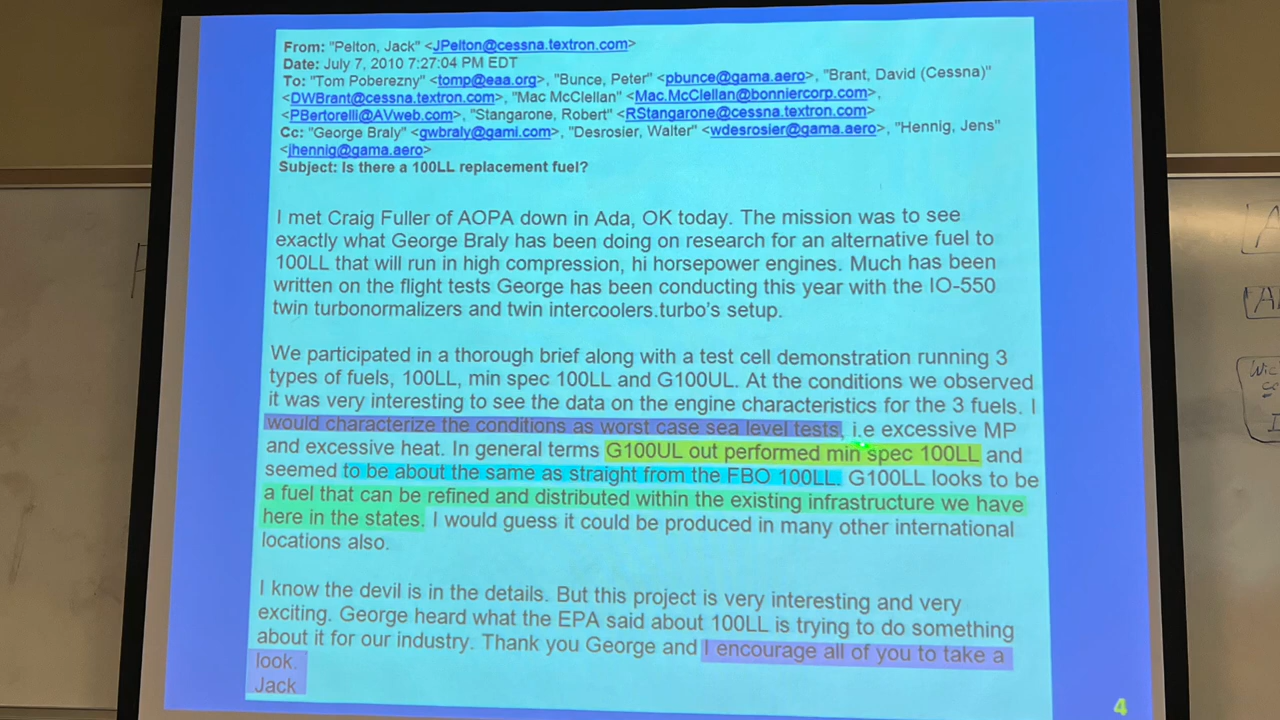 From: "Pelton, Jack" <JPelton@cessna.textron.com>
Date: July 7, 2010 7:27:04 PM EDT
To: "Tom Poberezny" <tomp@eaa.org>, "Bunce, Peter" <pbunce@gama.aero>, "Brant, David (Cessna)"
<DWBrant@cessna.textron.com>, "Mac McClellan" <Mac.McClellan@bonniercorp.com>,
<PBertorelli@AVweb.com>, "Stangarone, Robert" <RStangarone@cessna.textron.com>
Cc: "George Braly" <gwbraly@gami.com>, "Desrosier, Walter" <wdesrosier@gama.aero>, "Hennig, Jens"
<jhennig@gama.aero>
Subject: Is there a 100LL replacement fuel?
I met Craig Fuller of AOPA down in Ada, OK today. The mission was to see
exactly what George Braly has been doing on research for an alternative fuel to
100LL that will run in high compression, hi horsepower engines. Much has been
written on the flight tests George has been conducting this year with the IO-550
twin turbonormalizers and twin intercoolers.turbo's setup.
We participated in a thorough brief along with a test cell demonstration running 3
types of fuels, 100LL, min spec 100LL and G100UL. At the conditions we observed
it was very interesting to see the data on the engine characteristics for the 3 fuels. I
would characterize the conditions as worst case sea level tests, i.e excessive MP
and excessive heat. In general terms G100UL out performed min spec 100LL and
seemed to be about the same as straight from the FBO 100LL. G100LL looks to be
a fuel that can be refined and distributed within the existing infrastructure we have
here in the states. I would guess it could be produced in many other international
locations also.
I know the devil is in the details. But this project is very interesting and very
exciting. George heard what the EPA said about 100LL is trying to do something
about it for our industry. Thank you George and I encourage all of you to take a
look.
Jack
4